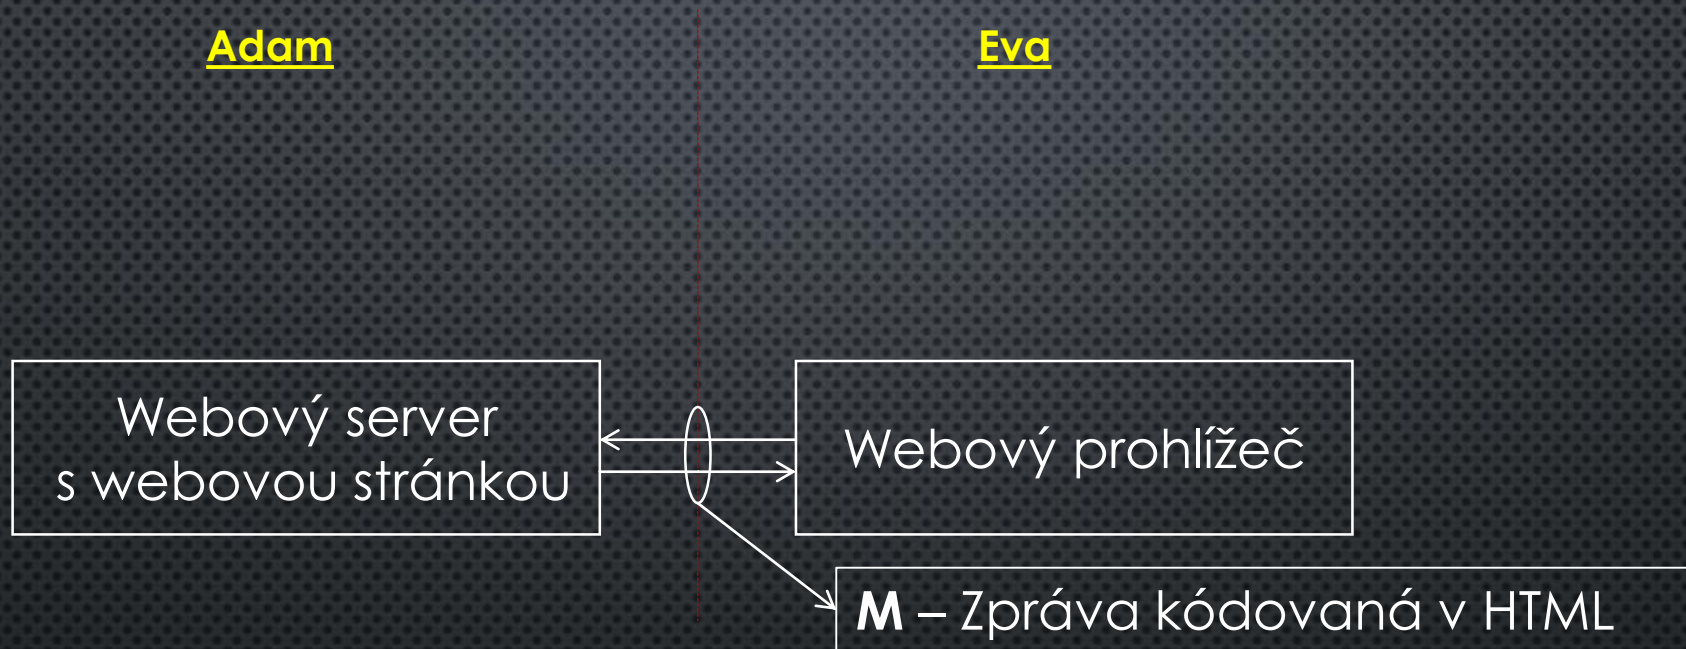 Adam
Eva
Webový server
s webovou stránkou
Webový prohlížeč
M – Zpráva kódovaná v HTML